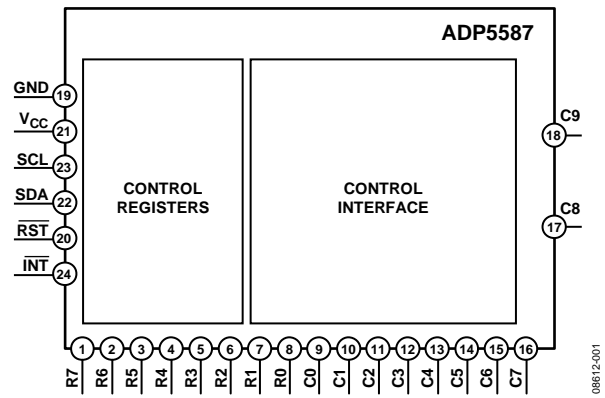 ADP5587
GND
19
VCC
21
SCL
23
SDA
22
RST
20
INT
24
CONTROL
REGISTERS
CONTROL
INTERFACE
C9
18
C8
17
1 2 3 4 5 6 7 8 9 10 11 12 13 14 15 16
R7 R6 R5 R4 R3 R2 R1 R0 C0 C1 C2 C3 C4 C5 C6 C7
08612-001